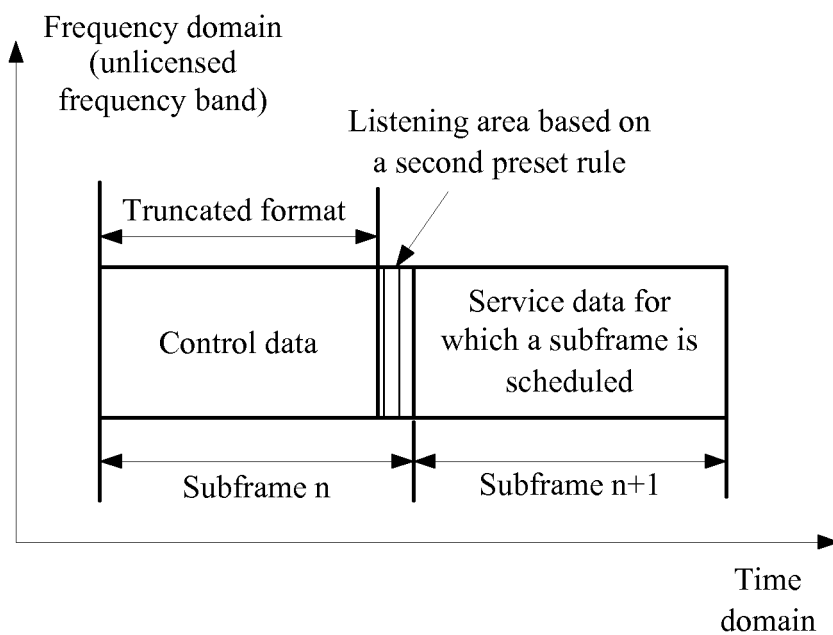 Frequency domain
(unlicensed
frequency band)
Listening area based on
a second preset rule
Truncated format
Control data
Service data for
which a subframe is
scheduled
Subframe n
Subframe n+1
Time
domain